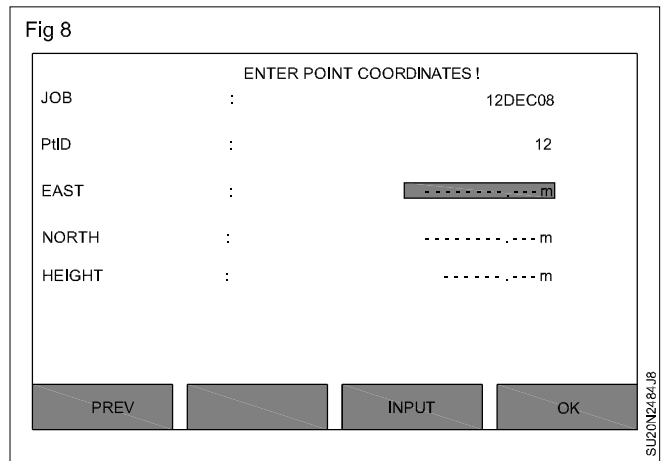 Fig 8
ENTER POINT COORDINATES !
JOB : 12DEC08
PtID : 12
EAST : - - - - - - - - . - - - m
NORTH : - - - - - - - - . - - - m
HEIGHT : - - - - - - . - - - m
PREV INPUT OK
SU20N2484J8